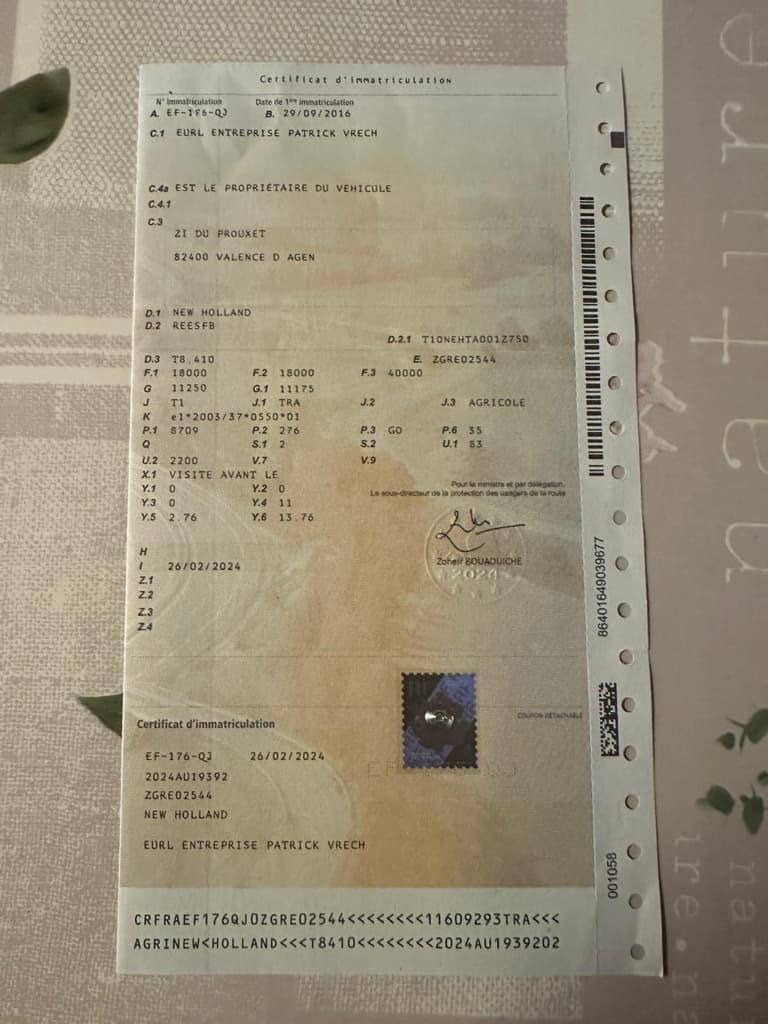 Certificat d'immatriculation
N° Immatriculation Date de 1ère immatriculation
A. EF-176-QJ B. 29/09/2016
C.1 EURL ENTREPRISE PATRICK VRECH
C.4a EST LE PROPRIÉTAIRE DU VÉHICULE
C.4.1
C.3
ZI DU PROUXET
82400 VALENCE D AGEN
D.1 NEW HOLLAND
D.2 REESFB
D.2.1 T10NEHTA001Z750
D.3 T8.410 E. ZGRE02544
F.1 18000 F.2 18000 F.3 40000
G 11250 G.1 11175
J T1 J.1 TRA J.2 J.3 AGRICOLE
K e1*2003/37*0550*01
P.1 8709 P.2 276 P.3 GO P.6 35
Q S.1 2 S.2 U.1 83
U.2 2200 V.7 V.9
X.1 VISITE AVANT LE
Y.1 0 Y.2 0
Y.3 0 Y.4 11
Y.5 2.76 Y.6 13.76
Pour le ministre et par délégation,
Le sous-directeur de la protection des usagers de la route
Zoheir BOUAOUICHE
2024
H
I 26/02/2024
Z.1
Z.2
Z.3
Z.4
COUPON DÉTACHABLE
Certificat d'immatriculation
EF-176-QJ 26/02/2024
2024AU19392
ZGRE02544
NEW HOLLAND
EURL ENTREPRISE PATRICK VRECH
CRFRAEF176QJ0ZGRE02544<<<<<<<<11609293TRA<<<
AGRINEW<HOLLAND<<<T8410<<<<<<<<2024AU1939202
86401649039677
001058
nature